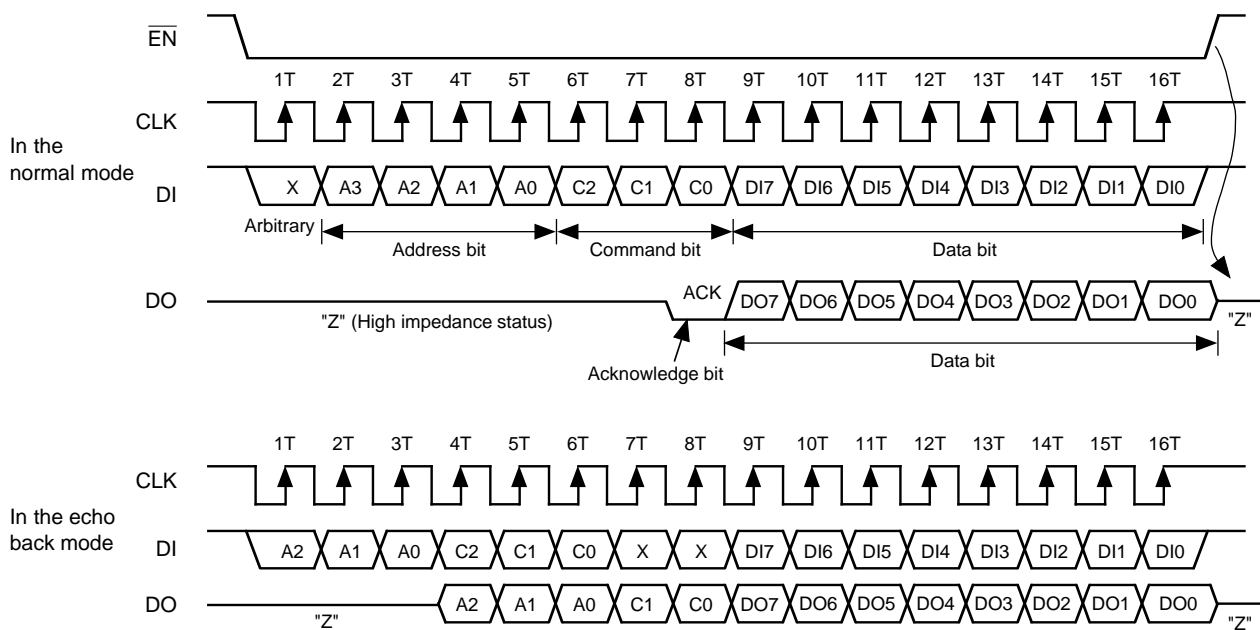 EN
1T 2T 3T 4T 5T 6T 7T 8T 9T 10T 11T 12T 13T 14T 15T 16T
CLK
In the
normal mode
DI X A3 A2 A1 A0 C2 C1 C0 DI7 DI6 DI5 DI4 DI3 DI2 DI1 DI0
Arbitrary Address bit Command bit Data bit
DO ACK DO7 DO6 DO5 DO4 DO3 DO2 DO1 DO0
"Z" (High impedance status) "Z"
Acknowledge bit Data bit
1T 2T 3T 4T 5T 6T 7T 8T 9T 10T 11T 12T 13T 14T 15T 16T
CLK
In the echo
back mode
DI A2 A1 A0 C2 C1 C0 X X DI7 DI6 DI5 DI4 DI3 DI2 DI1 DI0
DO A2 A1 A0 C1 C0 DO7 DO6 DO5 DO4 DO3 DO2 DO1 DO0
"Z" "Z"